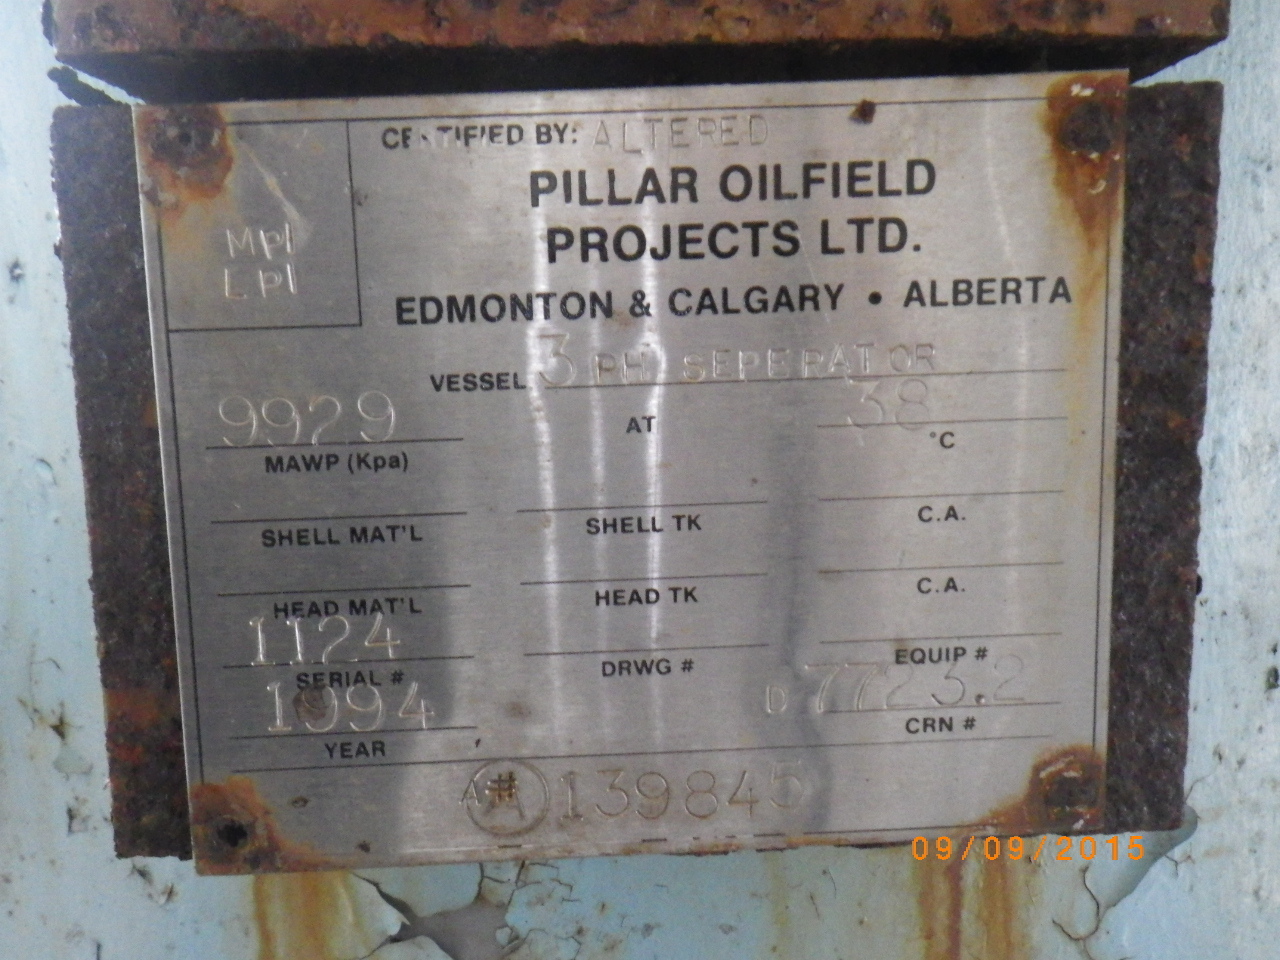 CERTIFIED BY: ALTERED
PILLAR OILFIELD
PROJECTS LTD.
EDMONTON & CALGARY • ALBERTA
MPI
LPI
VESSEL 3 PH SEPERATOR
9929 AT 38
MAWP (Kpa) °C
SHELL MAT'L SHELL TK C.A.
HEAD MAT'L HEAD TK C.A.
1124
SERIAL # DRWG # EQUIP #
1994 D 7723.2
YEAR CRN #
A# 139845
09/09/2015